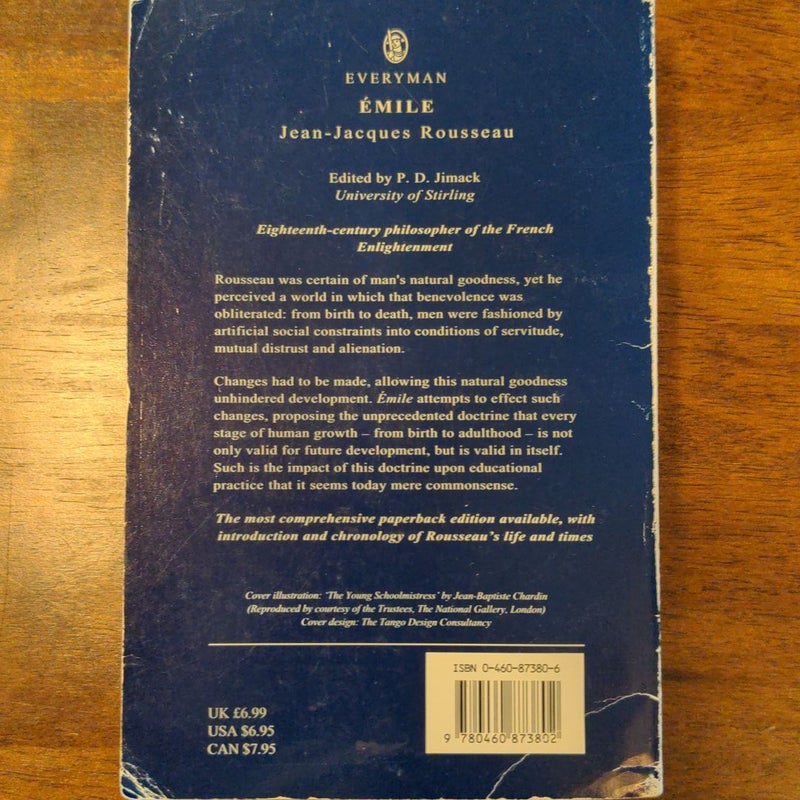 EVERYMAN
ÉMILE
Jean-Jacques Rousseau
Edited by P. D. Jimack
University of Stirling
Eighteenth-century philosopher of the French
Enlightenment
Rousseau was certain of man's natural goodness, yet he
perceived a world in which that benevolence was
obliterated: from birth to death, men were fashioned by
artificial social constraints into conditions of servitude,
mutual distrust and alienation.
Changes had to be made, allowing this natural goodness
unhindered development. Émile attempts to effect such
changes, proposing the unprecedented doctrine that every
stage of human growth – from birth to adulthood – is not
only valid for future development, but is valid in itself.
Such is the impact of this doctrine upon educational
practice that it seems today mere commonsense.
The most comprehensive paperback edition available, with
introduction and chronology of Rousseau's life and times
Cover illustration: 'The Young Schoolmistress' by Jean-Baptiste Chardin
(Reproduced by courtesy of the Trustees, The National Gallery, London)
Cover design: The Tango Design Consultancy
ISBN 0-460-87380-6
9 780460 873802
UK £6.99
USA $6.95
CAN $7.95